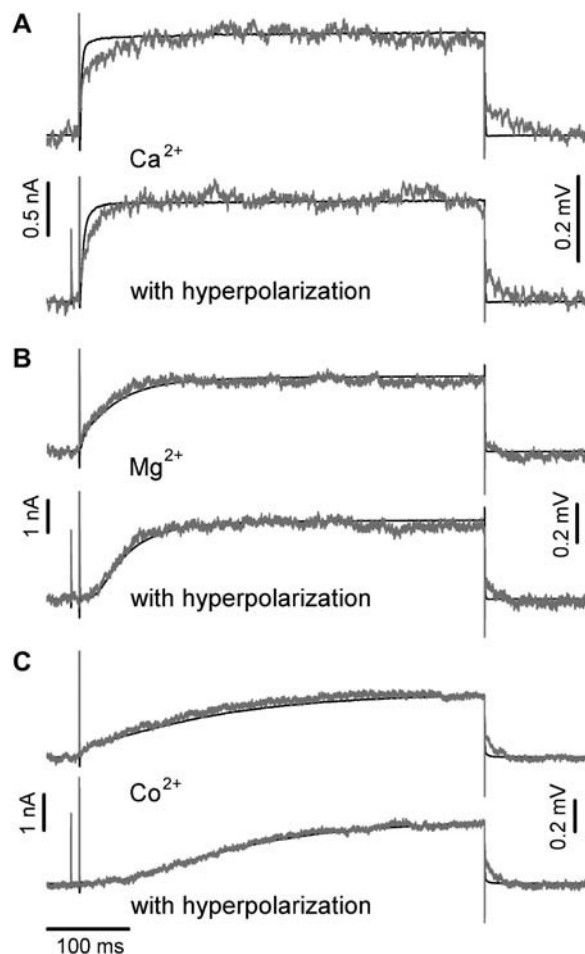 A
Ca2+
0.5 nA
0.2 mV
with hyperpolarization
B
Mg2+
1 nA
0.2 mV
with hyperpolarization
C
Co2+
1 nA
0.2 mV
with hyperpolarization
100 ms